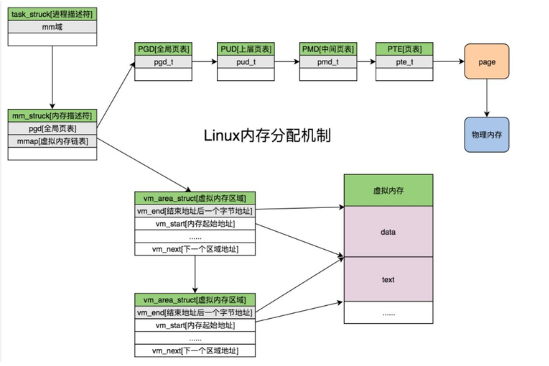 task_struck[进程描述符]
mm域
PGD[全局页表]
pgd_t
PUD[上层页表]
pud_t
PMD[中间页表]
pmd_t
PTE[页表]
pte_t
page
物理内存
mm_struck[内存描述符]
pgd[全局页表]
mmap[虚拟内存链表]
Linux内存分配机制
vm_area_struct[虚拟内存区域]
vm_end[结束地址后一个字节地址]
vm_start[内存起始地址]
......
vm_next[下一个区域地址]
虚拟内存
data
text
......
vm_area_struct[虚拟内存区域]
vm_end[结束地址后一个字节地址]
vm_start[内存起始地址]
......
vm_next[下一个区域地址]